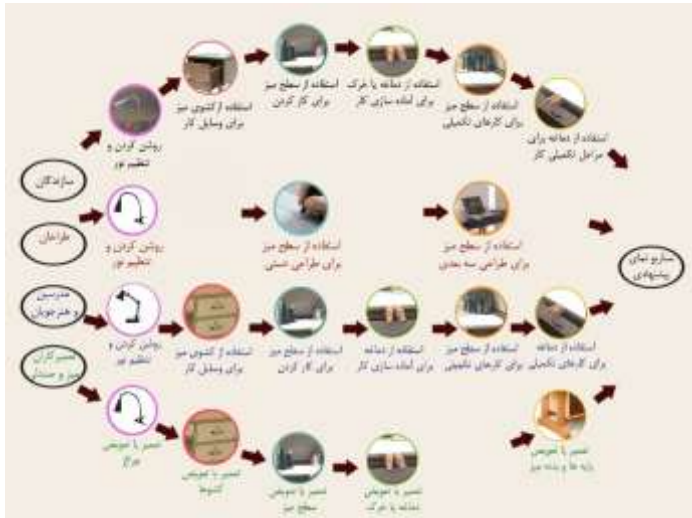 سازندگان
روشن کردن و
تنظیم نور
استفاده از کشوی میز
برای وسایل کار
استفاده از سطح میز
برای کار کردن
استفاده از دماغه یا خرک
برای آماده سازی کار
استفاده از سطح میز
برای کارهای تکمیلی
استفاده از دماغه برای
مراحل تکمیلی کار
طراحان
روشن کردن و
تنظیم نور
استفاده از سطح میز
برای طراحی دستی
استفاده از سطح میز
برای طراحی سه بعدی
سناریو نمای
پیشنهادی
مدرسین
و هنرجویان
روشن کردن و
تنظیم نور
استفاده از کشوی میز
برای وسایل کار
استفاده از سطح میز
برای کار کردن
استفاده از دماغه
برای آماده سازی کار
استفاده از سطح میز
برای کارهای تکمیلی
استفاده از دماغه
برای کارهای تکمیلی
تعمیرکاران
میز و صندلی
تعمیر یا تعویض
چراغ
تعمیر یا تعویض
کشوها
تعمیر یا تعویض
سطح میز
تعمیر یا تعویض
دماغه یا خرک
تعمیر یا تعویض
پایه ها و بدنه میز